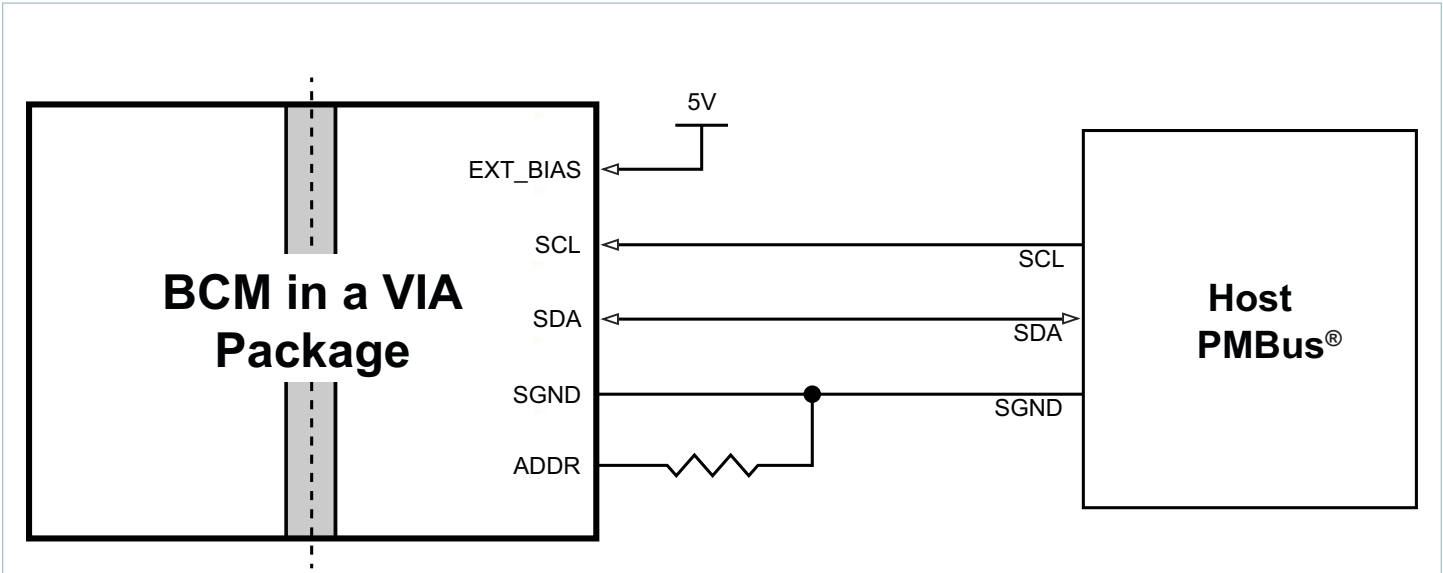 5V
EXT_BIAS
SCL
SCL
BCM in a VIA
Package
SDA
SDA
Host
PMBus®
SGND
SGND
ADDR